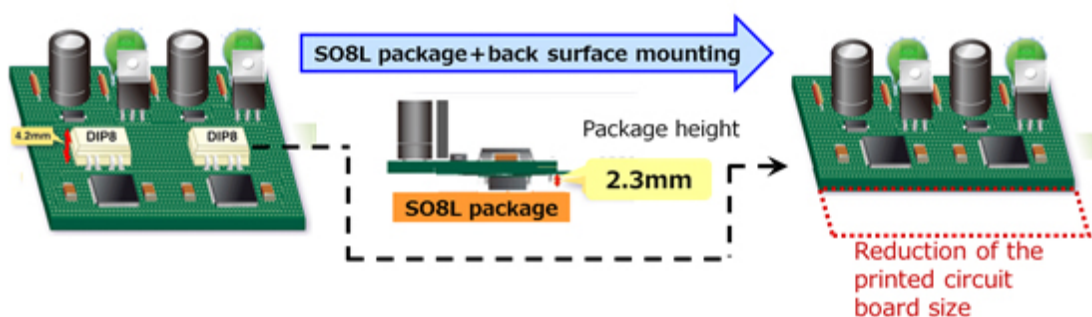 SO8L package+back surface mounting
4.2mm
DIP8
DIP8
Package height
2.3mm
SO8L package
Reduction of the
printed circuit
board size